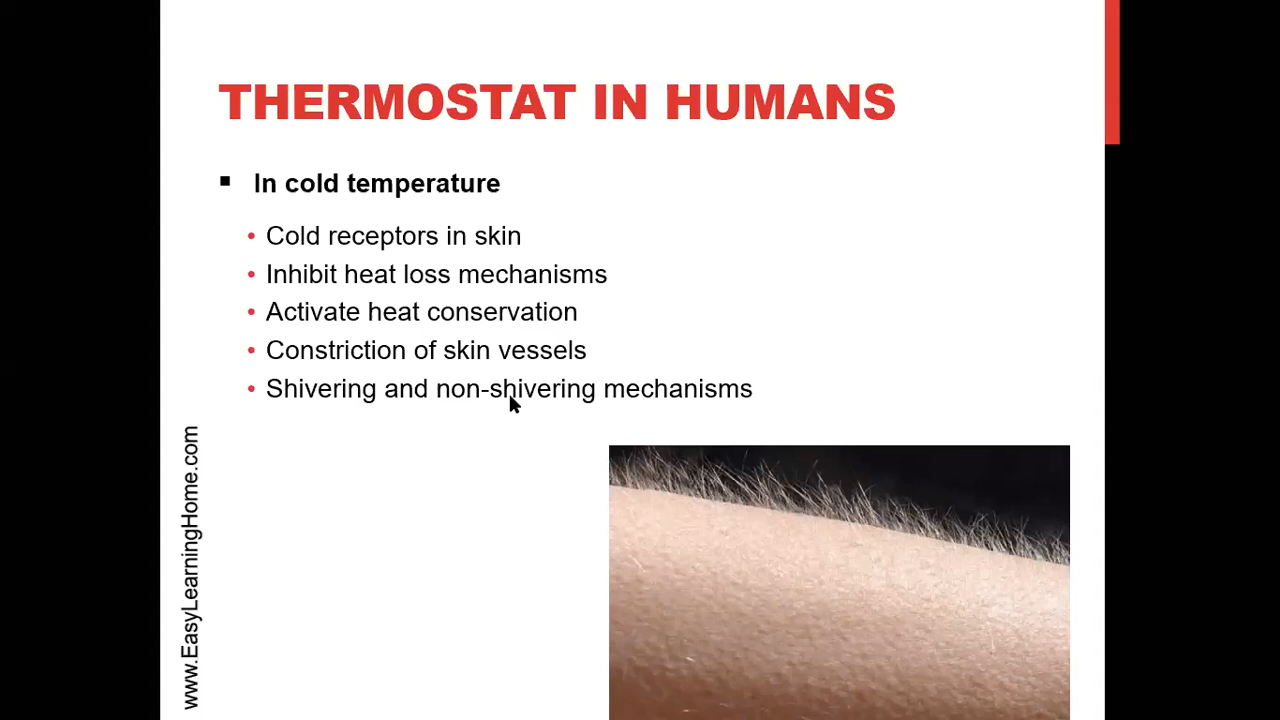 THERMOSTAT IN HUMANS
In cold temperature
Cold receptors in skin
Inhibit heat loss mechanisms
Activate heat conservation
Constriction of skin vessels
Shivering and non-shivering mechanisms
www.EasyLearningHome.com